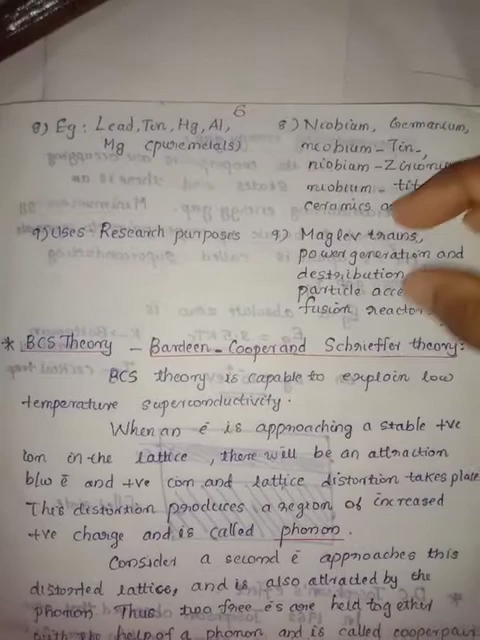 6
8) Eg: Lead, Tin, Hg, Al,
Mg (pure metals)
8) Neobium, Germanium,
neobium-Tin,
niobium-Zirconium
niobium-tit
ceramics
9) Uses - Research purposes
9) Maglev trains,
power generation and
destribution
particle acce
fusion reactor
* BCS Theory - Bardeen-Cooper and Schrieffer theory:
BCS theory is capable to explain low
temperature superconductivity.
When an ē is approaching a stable +ve
ion in the lattice, there will be an attraction
b/w ē and +ve ion and lattice distortion takes place
This distortion produces a region of increased
+ve charge and is called phonon.
Consider a second ē approaches this
distorted lattice, and is also attracted by the
phonon Thus two free ēs are held together
with the help of a phonon and is called cooperpair